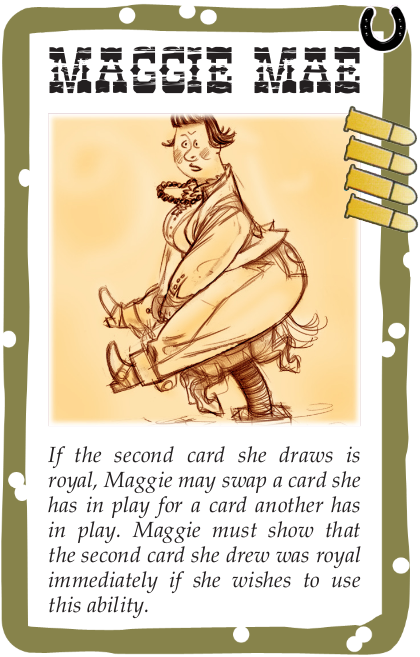 MAGGIE MAE
If the second card she draws is
royal, Maggie may swap a card she
has in play for a card another has
in play. Maggie must show that
the second card she drew was royal
immediately if she wishes to use
this ability.